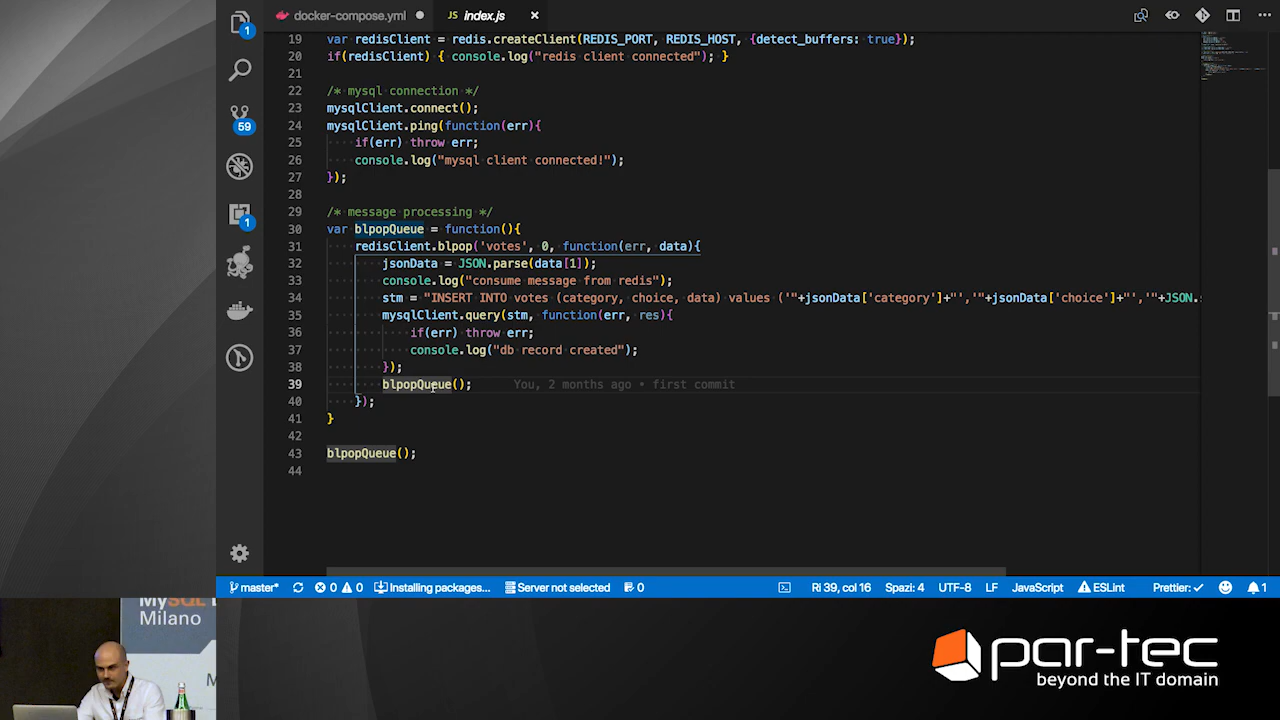 docker-compose.yml
JS index.js
19 var redisClient = redis.createClient(REDIS_PORT, REDIS_HOST, {detect_buffers: true});
20 if(redisClient) { console.log("redis client connected"); }
21
22 /* mysql connection */
23 mysqlClient.connect();
24 mysqlClient.ping(function(err){
25 if(err) throw err;
26 console.log("mysql client connected!");
27 });
28
29 /* message processing */
30 var blpopQueue = function(){
31 redisClient.blpop('votes', 0, function(err, data){
32 jsonData = JSON.parse(data[1]);
33 console.log("consume message from redis");
34 stm = "INSERT INTO votes (category, choice, data) values ('"+jsonData['category']+"','"+jsonData['choice']+"','"+JSON.
35 mysqlClient.query(stm, function(err, res){
36 if(err) throw err;
37 console.log("db record created");
38 });
39 blpopQueue(); You, 2 months ago • first commit
40 });
41 }
42
43 blpopQueue();
44
1
59
1
master* 0 0 Installing packages... Server not selected 0 Ri 39, col 16 Spazi: 4 UTF-8 LF JavaScript ESLint Prettier: ✓ 1
MySQL
Milano
par-tec
beyond the IT domain